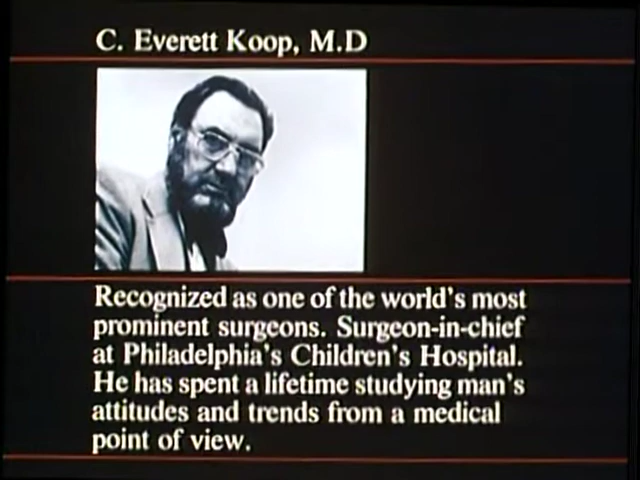 C. Everett Koop, M.D
Recognized as one of the world's most
prominent surgeons. Surgeon-in-chief
at Philadelphia's Children's Hospital.
He has spent a lifetime studying man's
attitudes and trends from a medical
point of view.